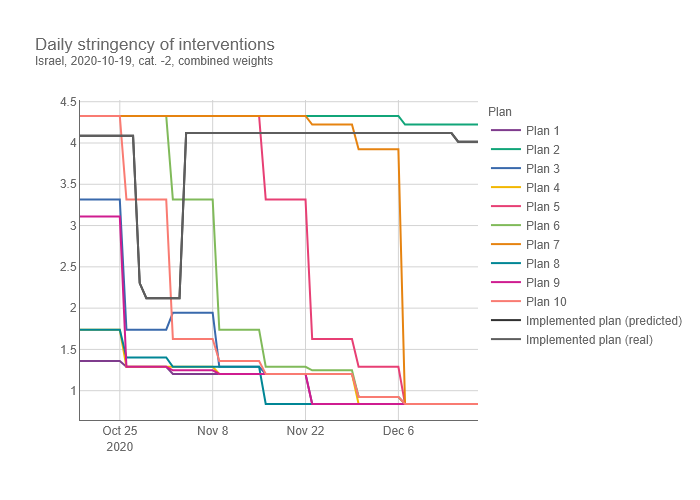 Daily stringency of interventions
Israel, 2020-10-19, cat. -2, combined weights
4.5
4
3.5
3
2.5
2
1.5
1
Oct 25
2020
Nov 8
Nov 22
Dec 6
Plan
Plan 1
Plan 2
Plan 3
Plan 4
Plan 5
Plan 6
Plan 7
Plan 8
Plan 9
Plan 10
Implemented plan (predicted)
Implemented plan (real)